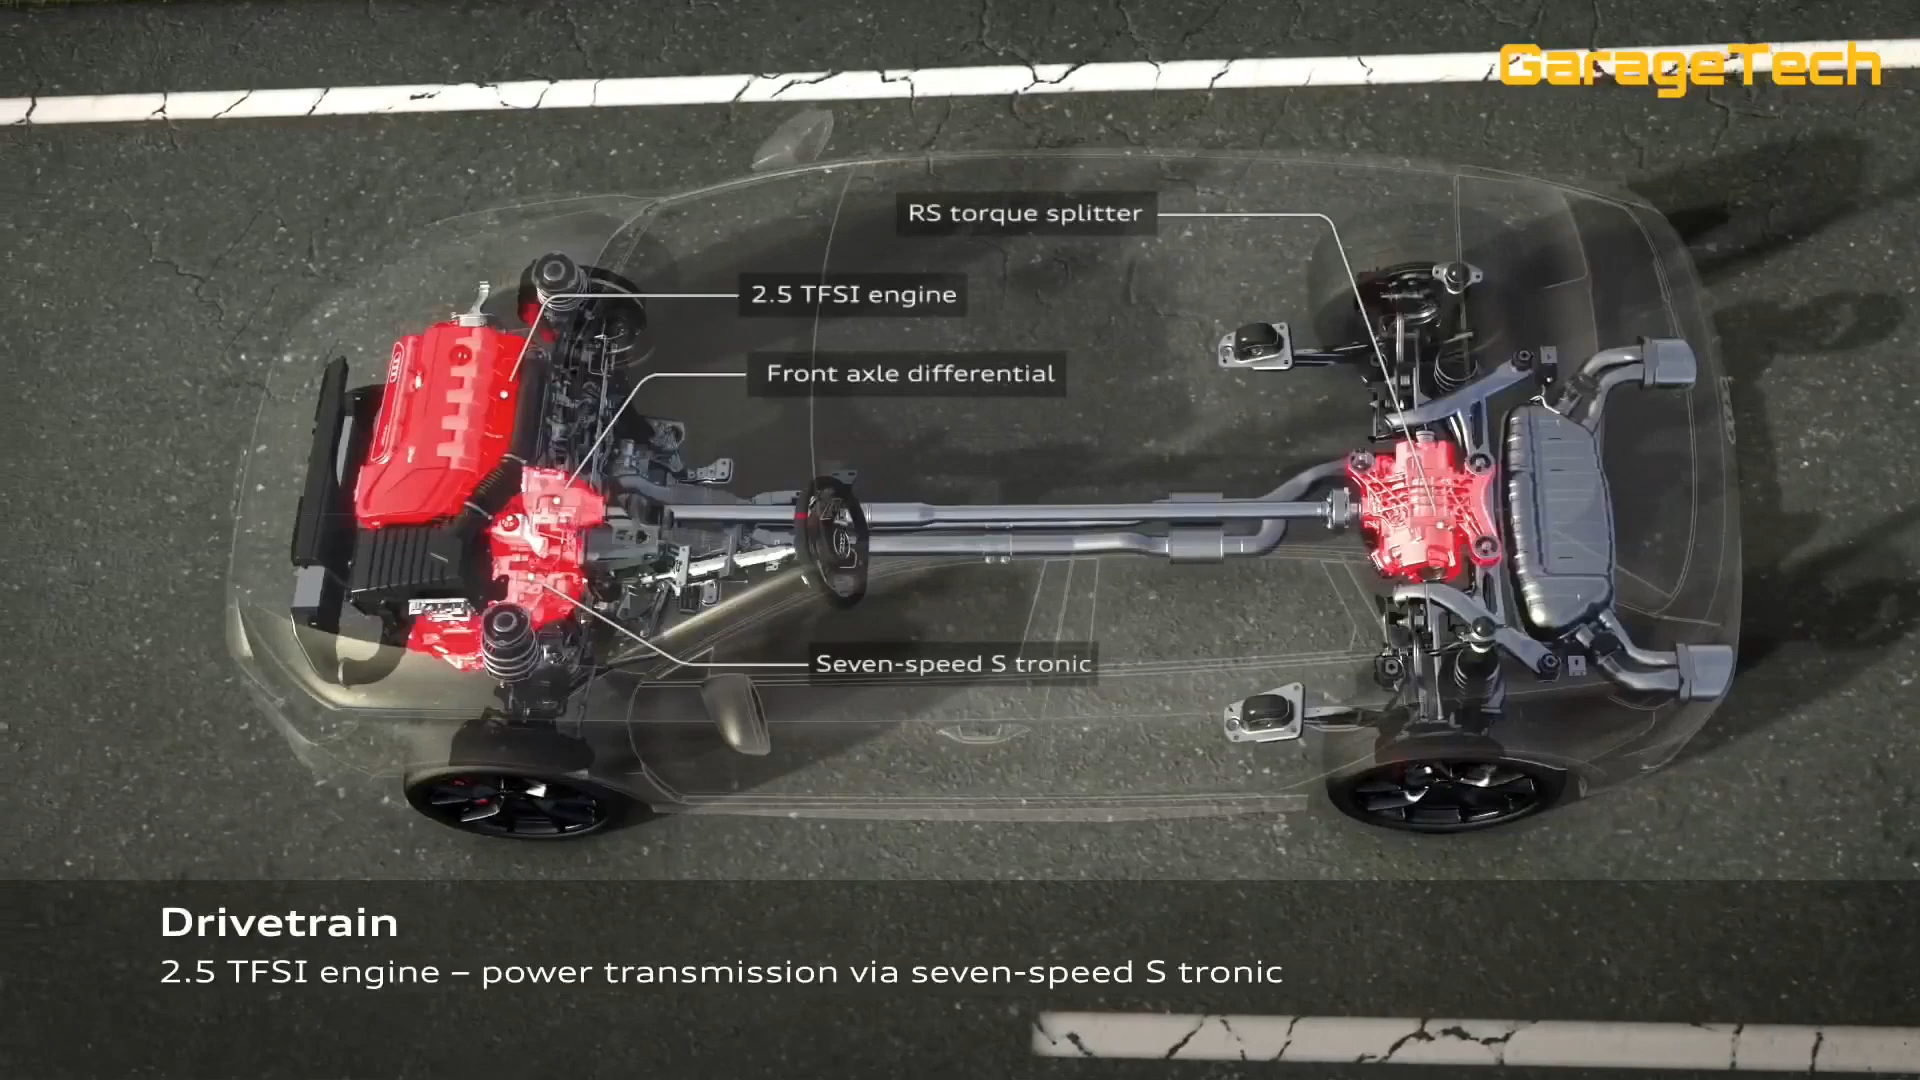 GarageTech
RS torque splitter
2.5 TFSI engine
Front axle differential
Seven-speed S tronic
Drivetrain
2.5 TFSI engine – power transmission via seven-speed S tronic